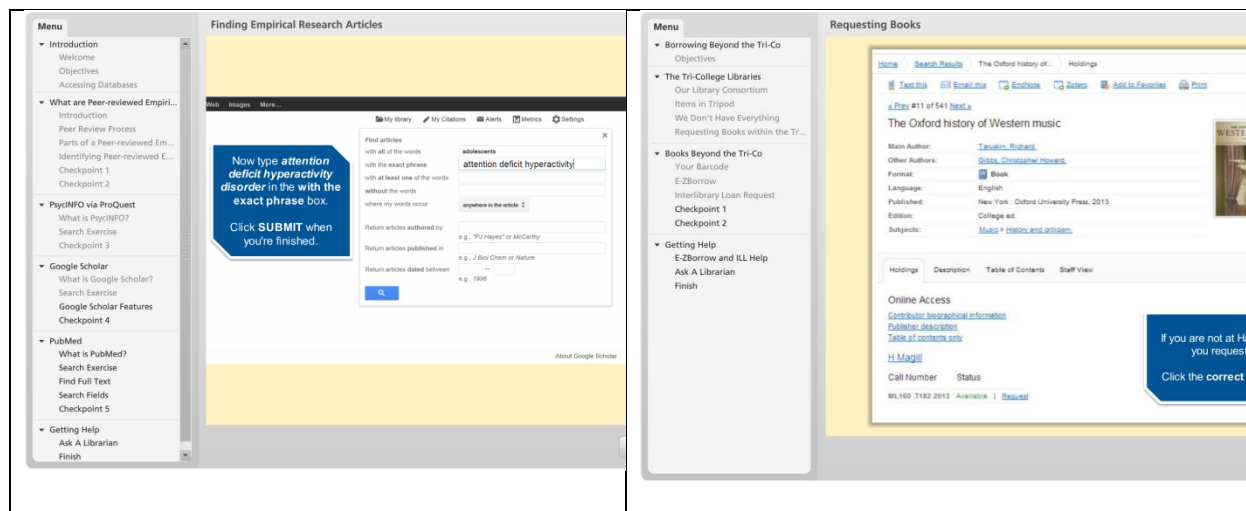 Menu
Introduction
Welcome
Objectives
Accessing Databases
What are Peer-reviewed Empiri...
Introduction
Peer Review Process
Parts of a Peer-reviewed Em...
Identifying Peer-reviewed E...
Checkpoint 1
Checkpoint 2
PsycINFO via ProQuest
What is PsycINFO?
Search Exercise
Checkpoint 3
Google Scholar
What is Google Scholar?
Search Exercise
Google Scholar Features
Checkpoint 4
PubMed
What is PubMed?
Search Exercise
Find Full Text
Search Fields
Checkpoint 5
Getting Help
Ask A Librarian
Finish
Finding Empirical Research Articles
Web Images More...
My library My Citations Alerts Metrics Settings
Now type attention
deficit hyperactivity
disorder in the with the
exact phrase box.
Click SUBMIT when
you're finished.
Find articles
with all of the words adolescents
with the exact phrase attention deficit hyperactivity
with at least one of the words
without the words
where my words occur anywhere in the article
Return articles authored by
e.g., "PJ Hayes" or McCarthy
Return articles published in
e.g., J Biol Chem or Nature
Return articles dated between —
e.g., 1996
About Google Scholar
Menu
Borrowing Beyond the Tri-Co
Objectives
The Tri-College Libraries
Our Library Consortium
Items in Tripod
We Don't Have Everything
Requesting Books within the Tr...
Books Beyond the Tri-Co
Your Barcode
E-ZBorrow
Interlibrary Loan Request
Checkpoint 1
Checkpoint 2
Getting Help
E-ZBorrow and ILL Help
Ask A Librarian
Finish
Requesting Books
Home Search Results The Oxford history of... Holdings
Text this Email this EndNote Zotero Add to Favorites Print
« Prev #11 of 541 Next »
The Oxford history of Western music
Main Author: Taruskin, Richard.
Other Authors: Gibbs, Christopher Howard.
Format: Book
Language: English
Published: New York : Oxford University Press, 2013
Edition: College ed.
Subjects: Music > History and criticism.
Holdings Description Table of Contents Staff View
Online Access
Contributor biographical information
Publisher description
Table of contents only
H Magill
Call Number Status
ML160 .T182 2013 Available | Request
If you are not at
you request
Click the correct